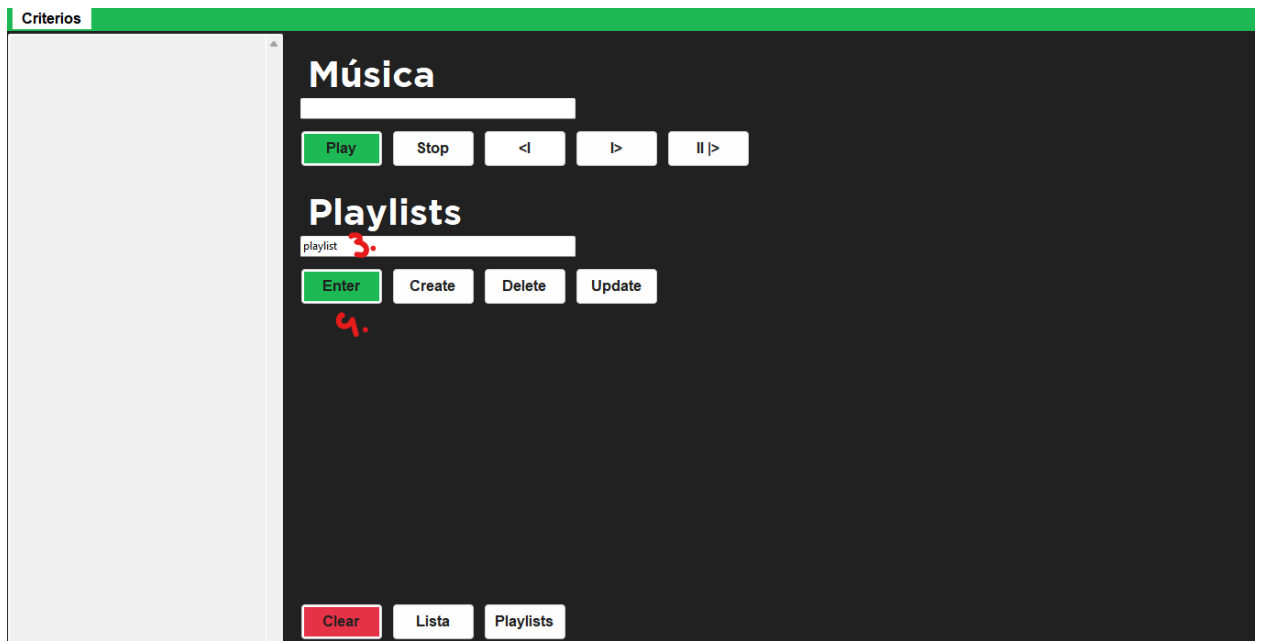 Criterios
Música
Play Stop <I I> II |>
Playlists
playlist 3.
Enter Create Delete Update
4.
Clear Lista Playlists